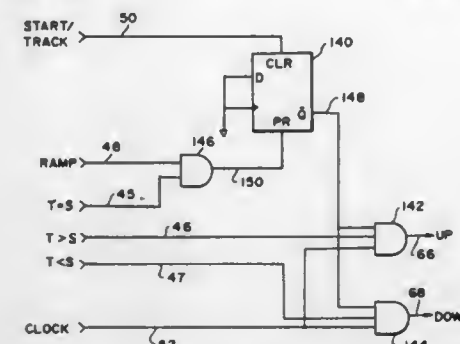 START/
TRACK
50
140
CLR
D
Q̄
148
PR
146
RAMP
48
150
T=S
45
142
T>S
46
UP
66
T<S
47
68
DOW
CLOCK